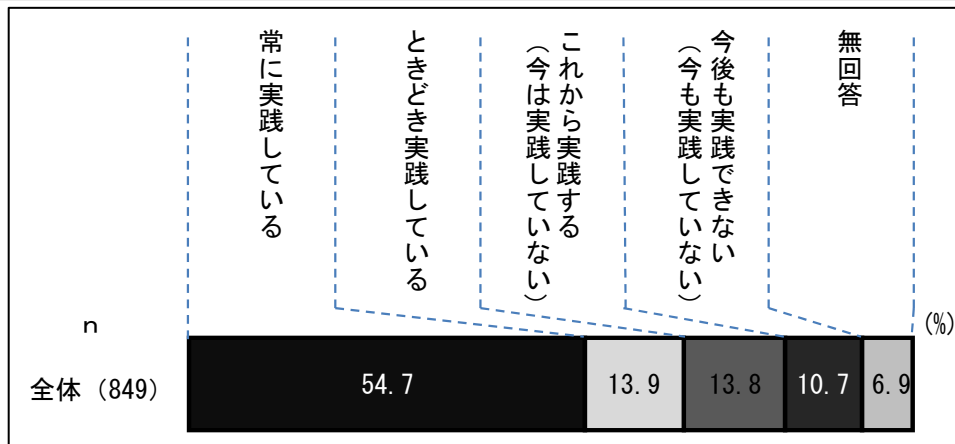 常に実践している
ときどき実践している
これから実践する
（今は実践していない）
今後も実践できない
（今も実践していない）
無回答
(%)
ｎ
全体 (849)
54.7
13.9
13.8
10.7
6.9